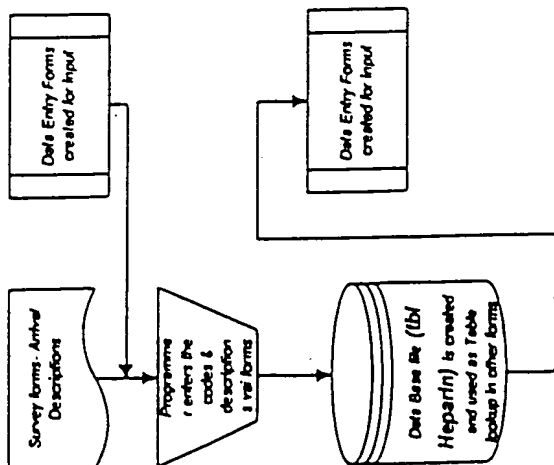 Survey forms - Arrival
Descriptions
Data Entry Forms
created for Input
Programme
r enters the
codes &
description
s val forms
Data Base file (tbl
Heparin) is created
and used as Table
lookup in other forms
Data Entry Forms
created for Input